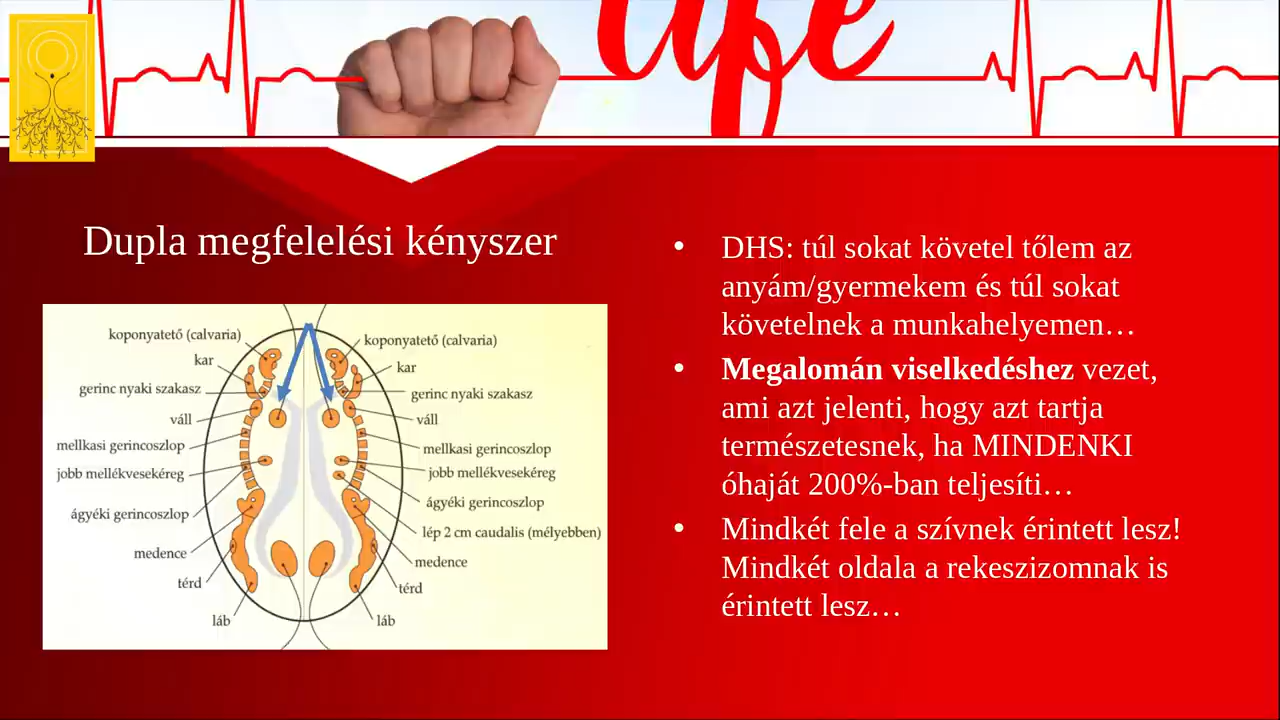 life
Dupla megfelelési kényszer
koponyatető (calvaria)
kar
gerinc nyaki szakasz
váll
mellkasi gerincoszlop
jobb mellékvesekéreg
ágyéki gerincoszlop
medence
térd
láb
koponyatető (calvaria)
kar
gerinc nyaki szakasz
váll
mellkasi gerincoszlop
jobb mellékvesekéreg
ágyéki gerincoszlop
lép 2 cm caudalis (mélyebben)
medence
térd
láb
• DHS: túl sokat követel tőlem az
anyám/gyermekem és túl sokat
követelnek a munkahelyemen…
• Megalomán viselkedéshez vezet,
ami azt jelenti, hogy azt tartja
természetesnek, ha MINDENKI
óhaját 200%-ban teljesíti…
• Mindkét fele a szívnek érintett lesz!
Mindkét oldala a rekeszizomnak is
érintett lesz…